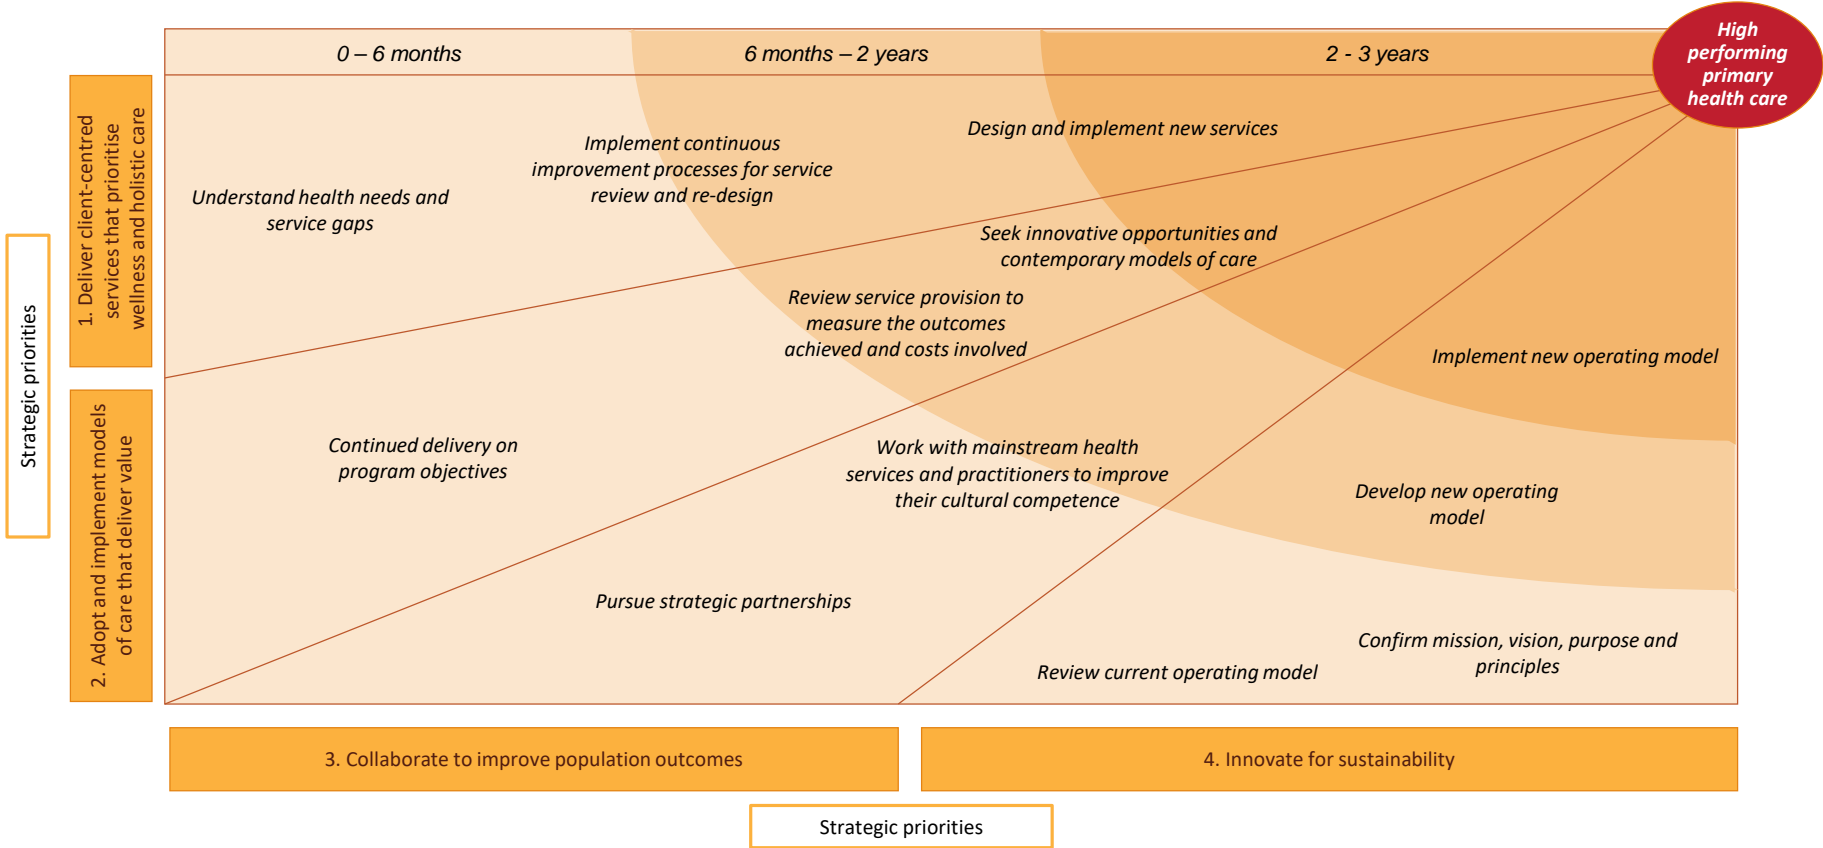 0 – 6 months
6 months – 2 years
2 - 3 years
High
performing
primary
health care
Strategic priorities
1. Deliver client-centred
services that prioritise
wellness and holistic care
2. Adopt and implement models
of care that deliver value
Understand health needs and
service gaps
Implement continuous
improvement processes for service
review and re-design
Design and implement new services
Seek innovative opportunities and
contemporary models of care
Review service provision to
measure the outcomes
achieved and costs involved
Continued delivery on
program objectives
Implement new operating model
Work with mainstream health
services and practitioners to improve
their cultural competence
Develop new operating
model
Pursue strategic partnerships
Confirm mission, vision, purpose and
principles
Review current operating model
3. Collaborate to improve population outcomes
4. Innovate for sustainability
Strategic priorities